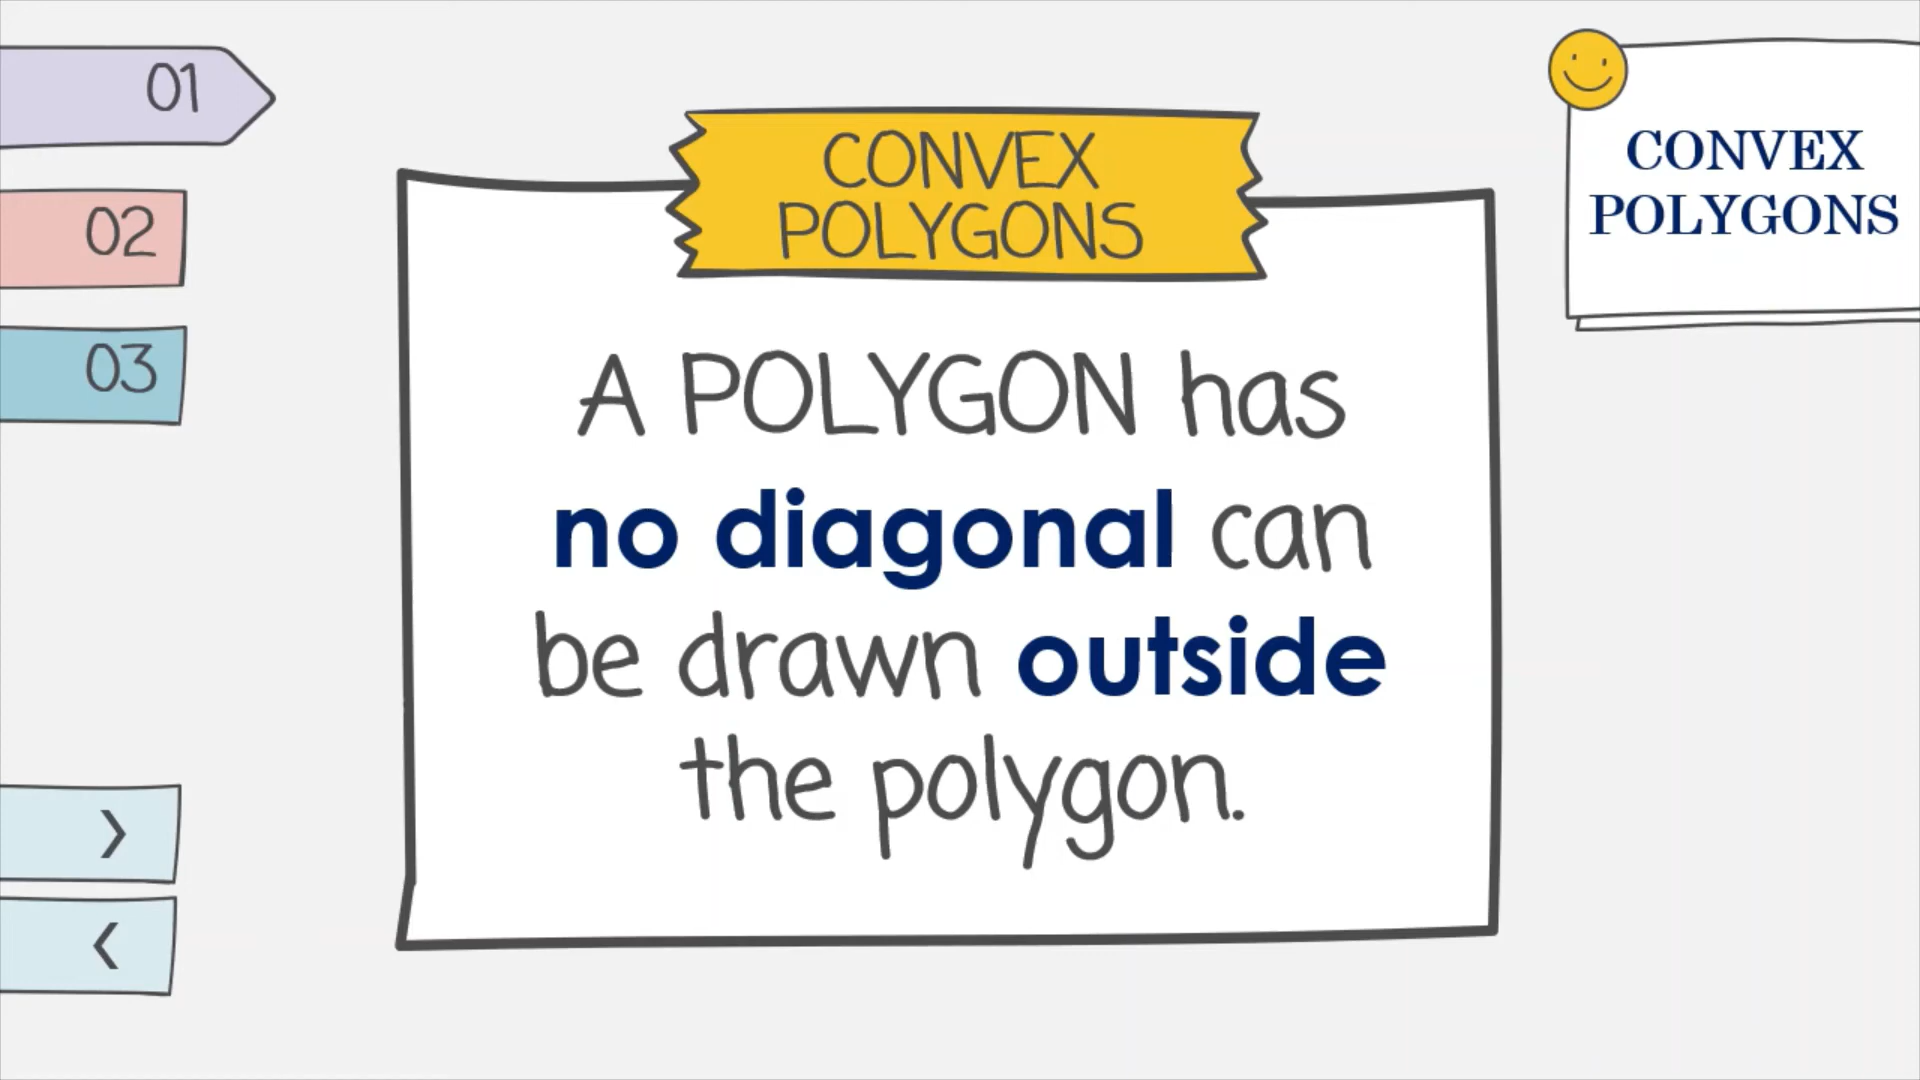 01
02
03
CONVEX
POLYGONS
A POLYGON has
no diagonal can
be drawn outside
the polygon.
CONVEX
POLYGONS